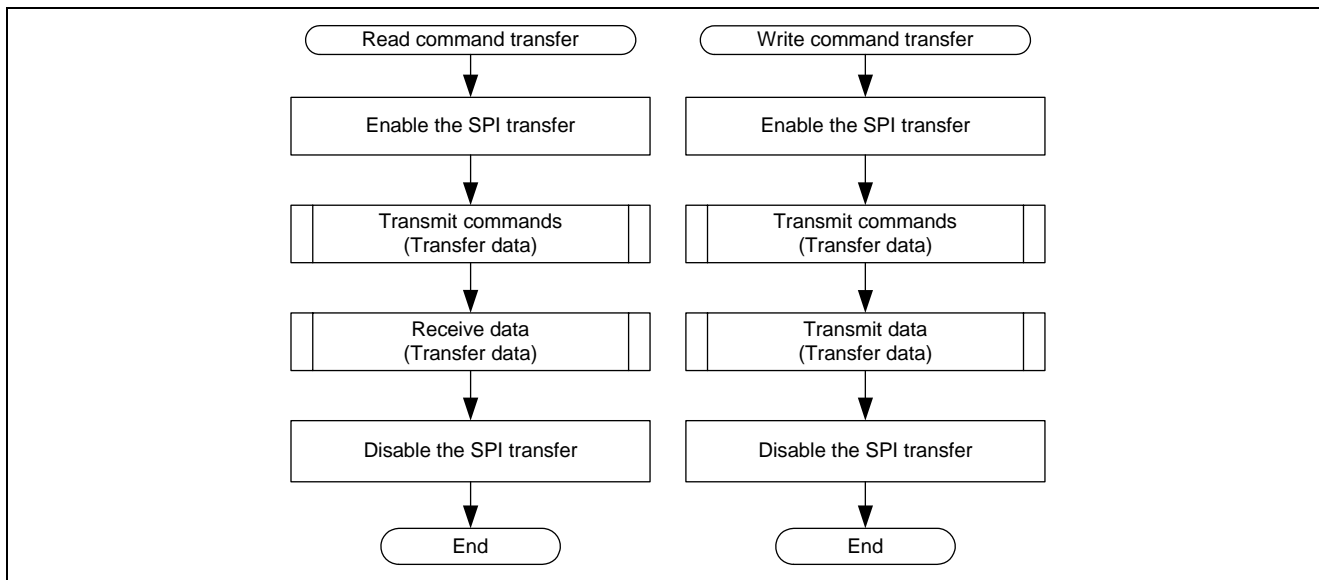 Read command transfer
Enable the SPI transfer
Transmit commands
(Transfer data)
Receive data
(Transfer data)
Disable the SPI transfer
End
Write command transfer
Enable the SPI transfer
Transmit commands
(Transfer data)
Transmit data
(Transfer data)
Disable the SPI transfer
End